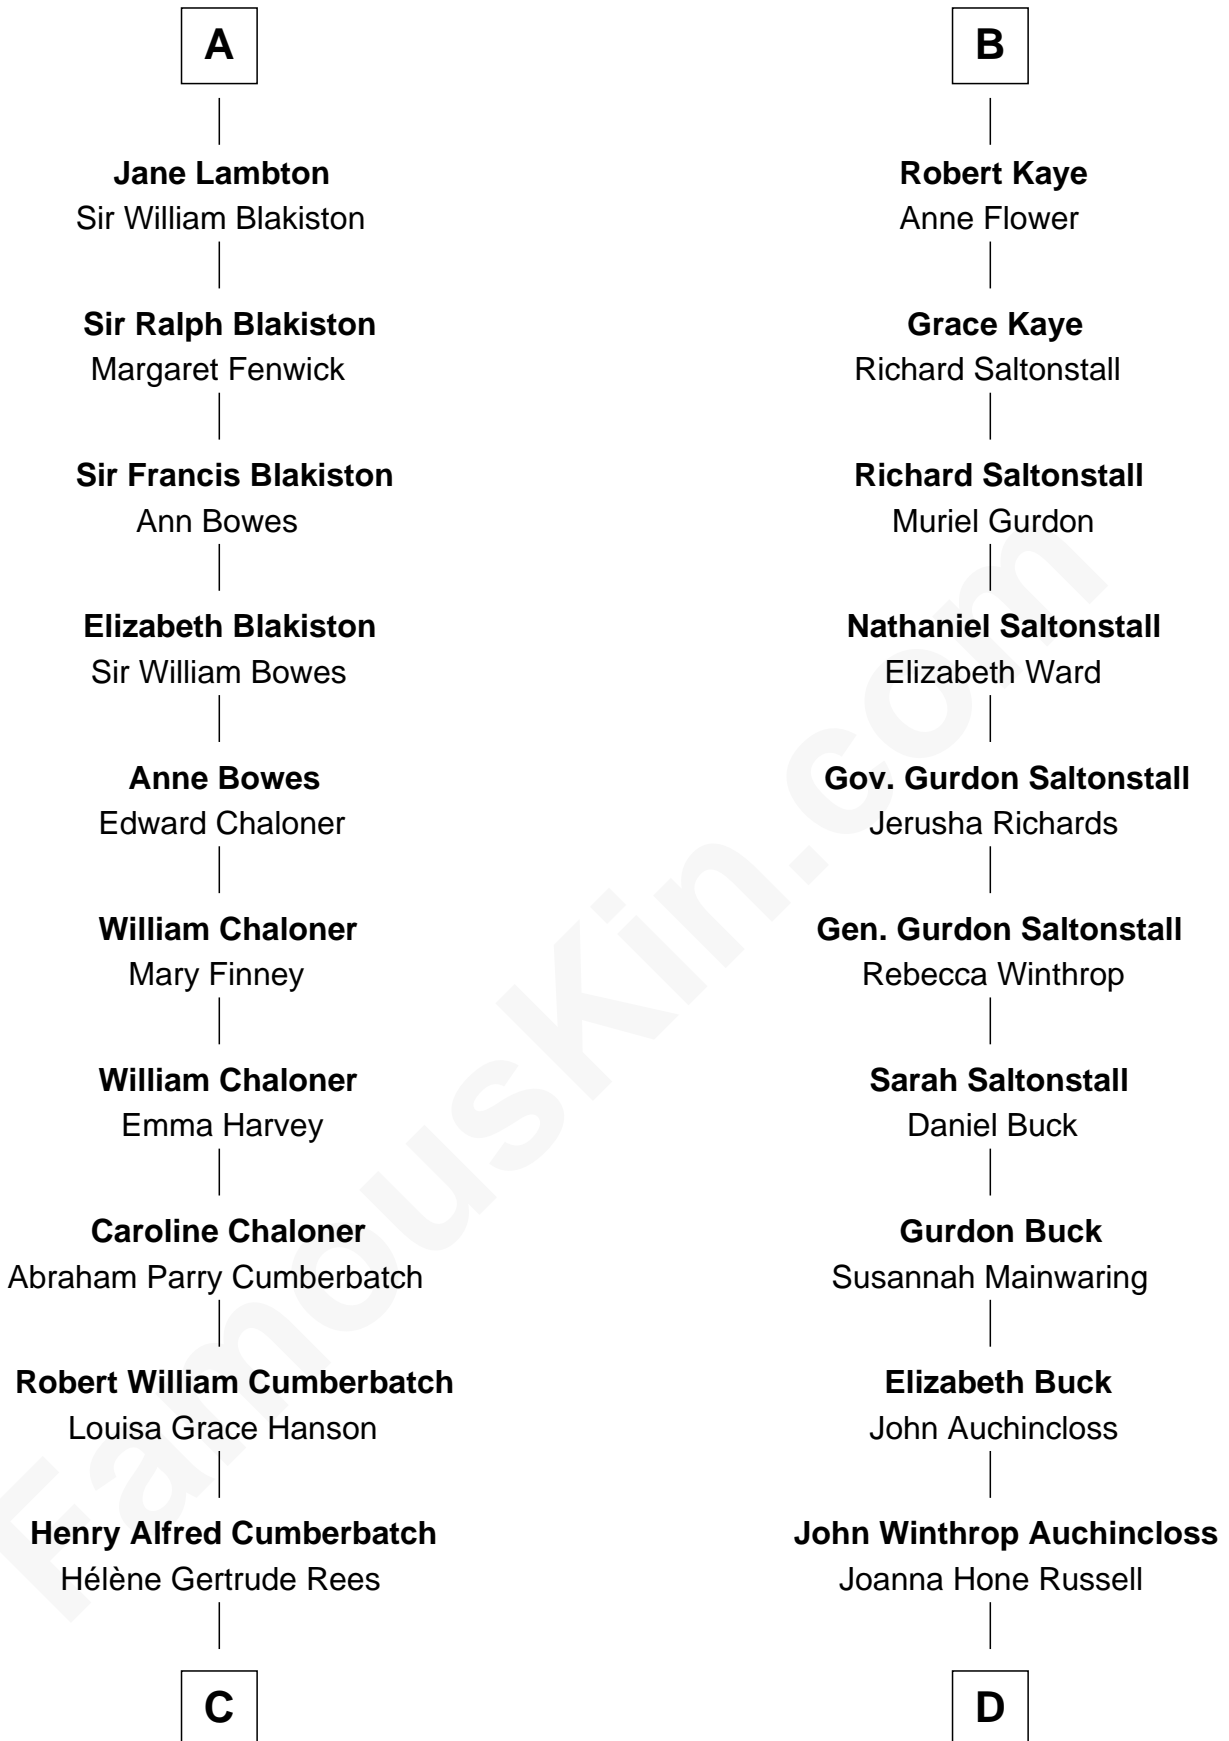 A
Jane Lambton
Sir William Blakiston
Sir Ralph Blakiston
Margaret Fenwick
Sir Francis Blakiston
Ann Bowes
Elizabeth Blakiston
Sir William Bowes
Anne Bowes
Edward Chaloner
William Chaloner
Mary Finney
William Chaloner
Emma Harvey
Caroline Chaloner
Abraham Parry Cumberbatch
Robert William Cumberbatch
Louisa Grace Hanson
Henry Alfred Cumberbatch
Hélène Gertrude Rees
C
B
Robert Kaye
Anne Flower
Grace Kaye
Richard Saltonstall
Richard Saltonstall
Muriel Gurdon
Nathaniel Saltonstall
Elizabeth Ward
Gov. Gurdon Saltonstall
Jerusha Richards
Gen. Gurdon Saltonstall
Rebecca Winthrop
Sarah Saltonstall
Daniel Buck
Gurdon Buck
Susannah Mainwaring
Elizabeth Buck
John Auchincloss
John Winthrop Auchincloss
Joanna Hone Russell
D
FamousKin.com